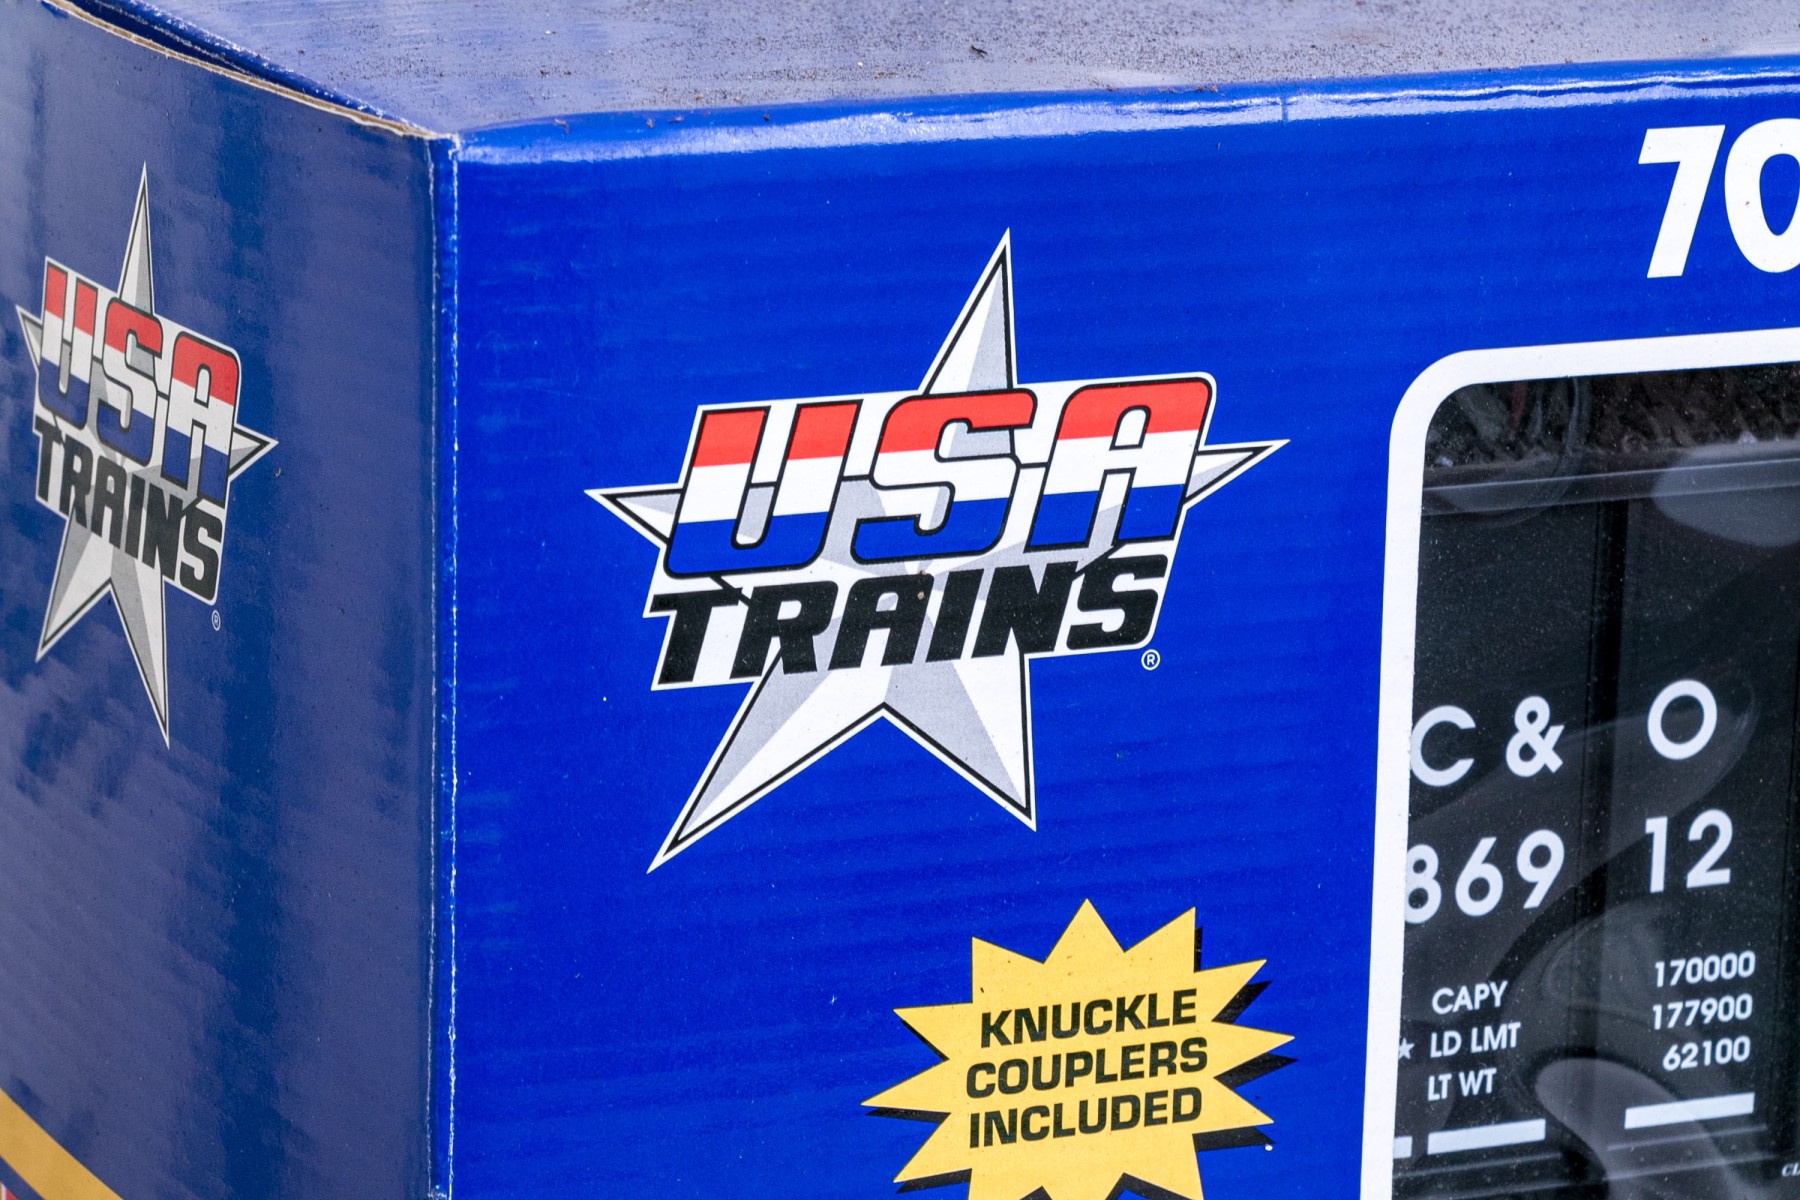 USA
TRAINS
®
USA
TRAINS
®
70
KNUCKLE
COUPLERS
INCLUDED
C & O
869 12
CAPY 170000
★ LD LMT 177900
LT WT 62100